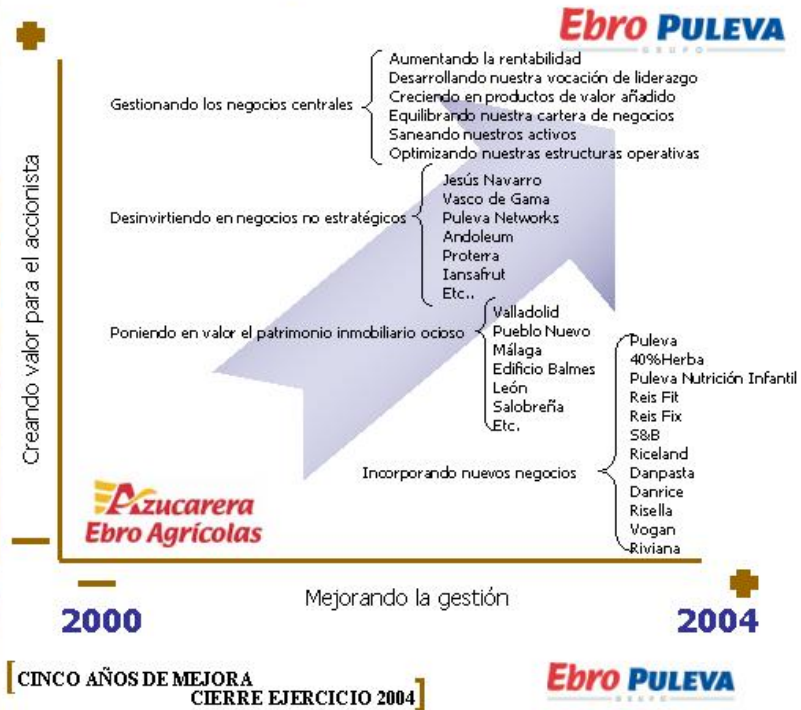 Ebro PULEVA
GRUPO
Aumentando la rentabilidad
Desarrollando nuestra vocación de liderazgo
Gestionando los negocios centrales
Creciendo en productos de valor añadido
Equilibrando nuestra cartera de negocios
Saneando nuestros activos
Optimizando nuestras estructuras operativas
Creando valor para el accionista
Desinvirtiendo en negocios no estratégicos
Jesús Navarro
Vasco de Gama
Puleva Networks
Andoleum
Proterra
Iansafrut
Etc..
Poniendo en valor el patrimonio inmobiliario ocioso
Valladolid
Pueblo Nuevo
Málaga
Edificio Balmes
León
Salobreña
Etc.
Incorporando nuevos negocios
Puleva
40%Herba
Puleva Nutrición Infantil
Reis Fit
Reis Fix
S&B
Riceland
Danpasta
Danrice
Risella
Vogan
Riviana
Azucarera
Ebro Agrícolas
Mejorando la gestión
2000
2004
CINCO AÑOS DE MEJORA
CIERRE EJERCICIO 2004
Ebro PULEVA
GRUPO